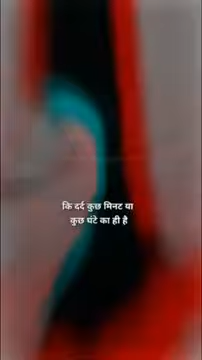 कि दर्द कुछ मिनट या
कुछ घंटे का ही है